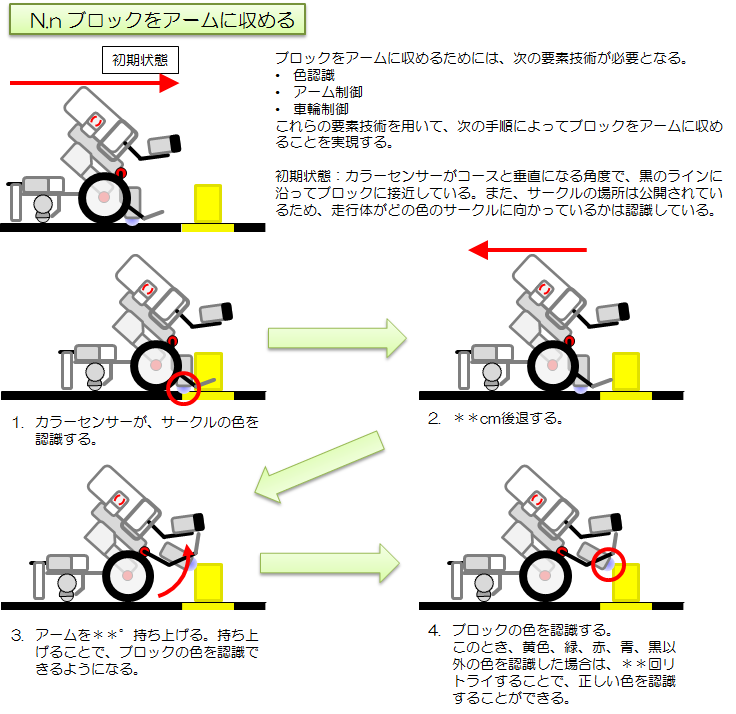 N.n ブロックをアームに収める
初期状態
ブロックをアームに収めるためには、次の要素技術が必要となる。
• 色認識
• アーム制御
• 車輪制御
これらの要素技術を用いて、次の手順によってブロックをアームに収め
ることを実現する。
初期状態：カラーセンサーがコースと垂直になる角度で、黒のラインに
沿ってブロックに接近している。また、サークルの場所は公開されてい
るため、走行体がどの色のサークルに向かっているかは認識している。
1. カラーセンサーが、サークルの色を
認識する。
2. ＊＊cm後退する。
3. アームを＊＊°持ち上げる。持ち上
げることで、ブロックの色を認識で
きるようになる。
4. ブロックの色を認識する。
このとき、黄色、緑、赤、青、黒以
外の色を認識した場合は、＊＊回リ
トライすることで、正しい色を認識
することができる。